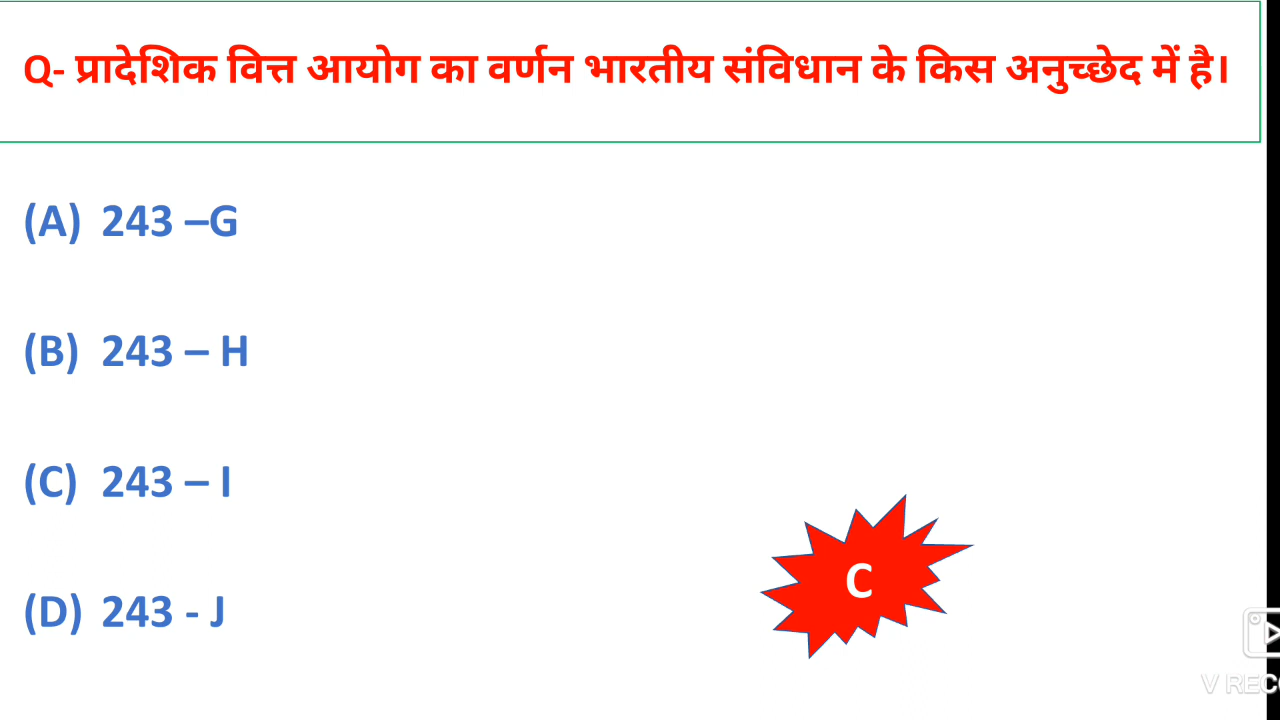 Q- प्रादेशिक वित्त आयोग का वर्णन भारतीय संविधान के किस अनुच्छेद में है।
(A) 243 –G
(B) 243 – H
(C) 243 – I
(D) 243 - J
C